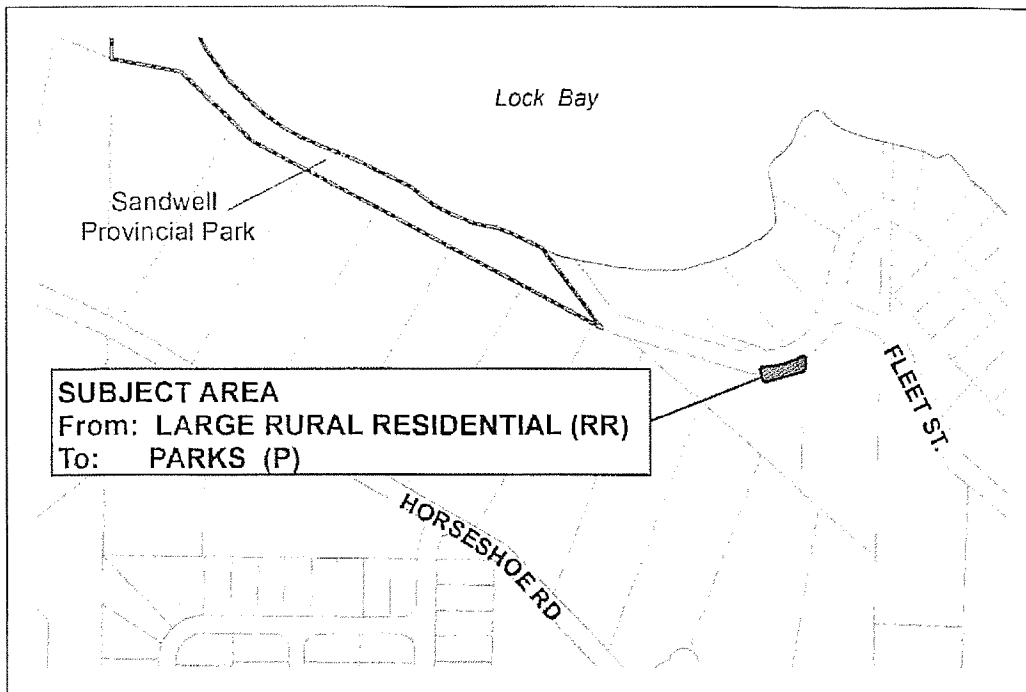 Lock Bay
Sandwell
Provincial Park
SUBJECT AREA
From: LARGE RURAL RESIDENTIAL (RR)
To: PARKS (P)
FLEET ST.
HORSESHOE RD